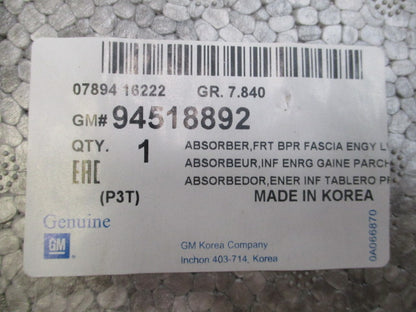 07894 16222 GR. 7.840
GM# 94518892
QTY. 1
ABSORBER,FRT BPR FASCIA ENGY L
ABSORBEUR,INF ENRG GAINE PARCH
ABSORBEDOR,ENER INF TABLERO
EAC
(P3T)
MADE IN KOREA
Genuine
GM
GM Korea Company
Inchon 403-714, Korea
0A066870